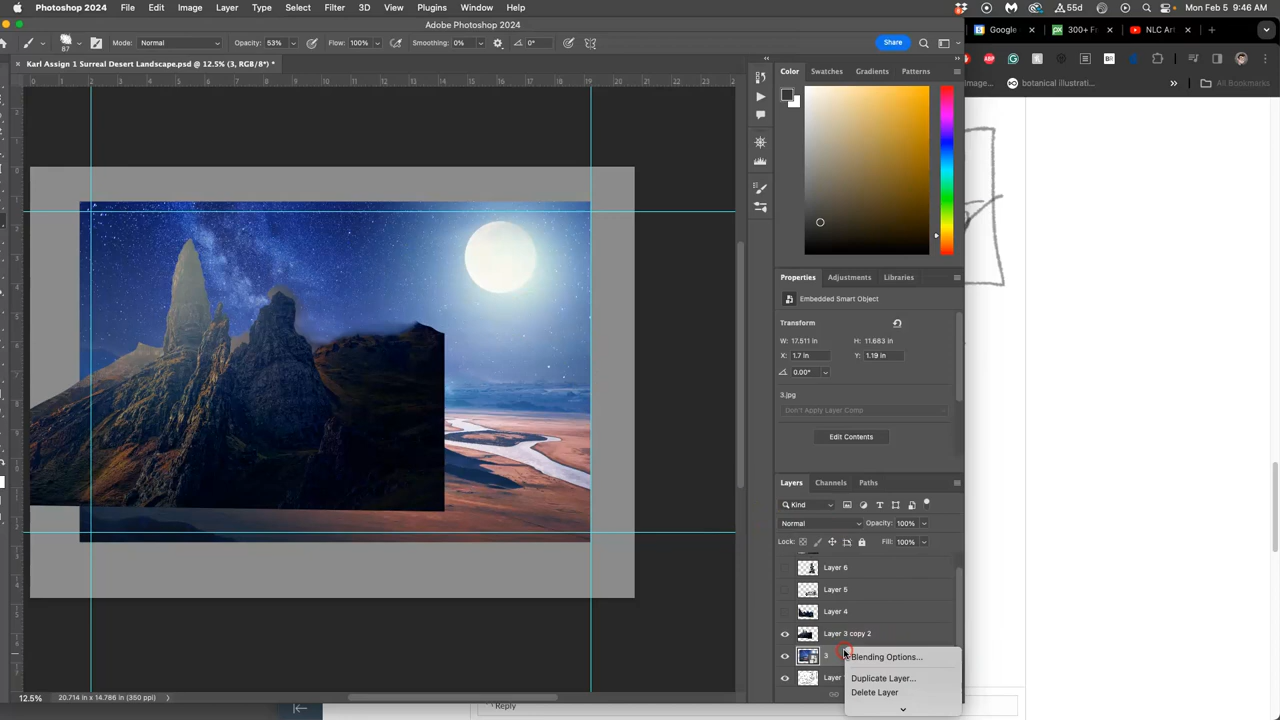 Photoshop 2024 File Edit Image Layer Type Select Filter 3D View Plugins Window Help 55d Mon Feb 5 9:46 AM
Adobe Photoshop 2024
87 Mode: Normal Opacity: 53% Flow: 100% Smoothing: 0% 0° Share
Karl Assign 1 Surreal Desert Landscape.psd @ 12.5% (3, RGB/8*) *
Google 300+ F NLC Art
botanical illustrati... All Bookmarks
Color Swatches Gradients Patterns
Properties Adjustments Libraries
Embedded Smart Object
Transform
W: 17.511 in H: 11.663 in
X: 1.7 in Y: 1.19 in
0.00°
3.jpg
Don't Apply Layer Comp
Edit Contents
Layers Channels Paths
Kind
Normal Opacity: 100%
Lock: Fill: 100%
Layer 6
Layer 5
Layer 4
Layer 3 copy 2
3
Layer
Blending Options...
Duplicate Layer...
Delete Layer
12.5% 20.714 in x 14.786 in (350 ppi)
Reply